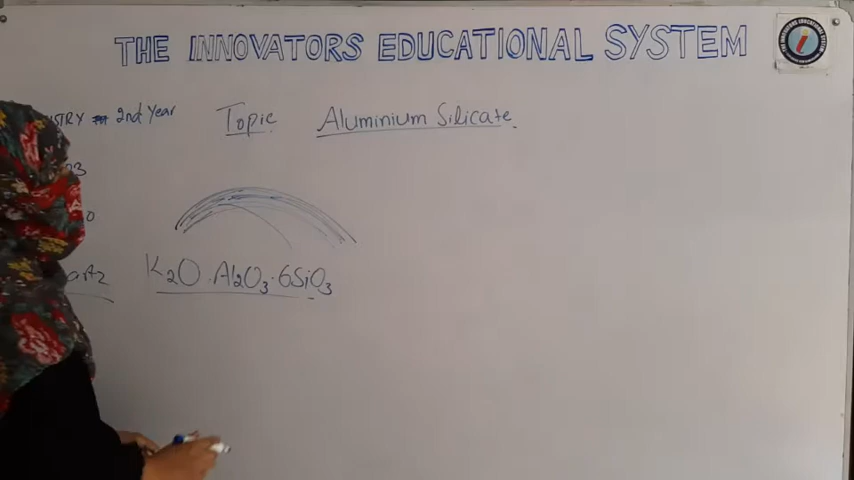 THE INNOVATORS EDUCATIONAL SYSTEM
2nd Year Topic Aluminium Silicate.
K₂O·Al₂O₃·6SiO₃